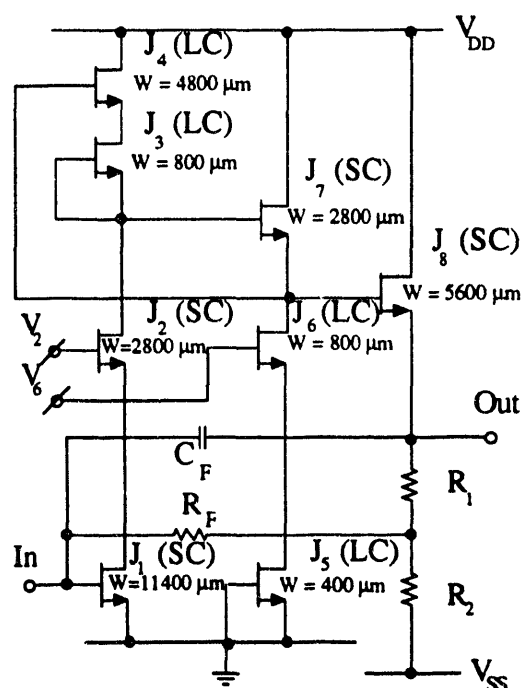 V_DD
J_4 (LC)
W = 4800 μm
J_3 (LC)
W = 800 μm
J_7 (SC)
W = 2800 μm
J_8 (SC)
W = 5600 μm
J_2 (SC)
W=2800 μm
J_6 (LC)
W = 800 μm
V_2
V_6
Out
C_F
R_1
R_F
In
J_1 (SC)
W=11400 μm
J_5 (LC)
W = 400 μm
R_2
V_SS